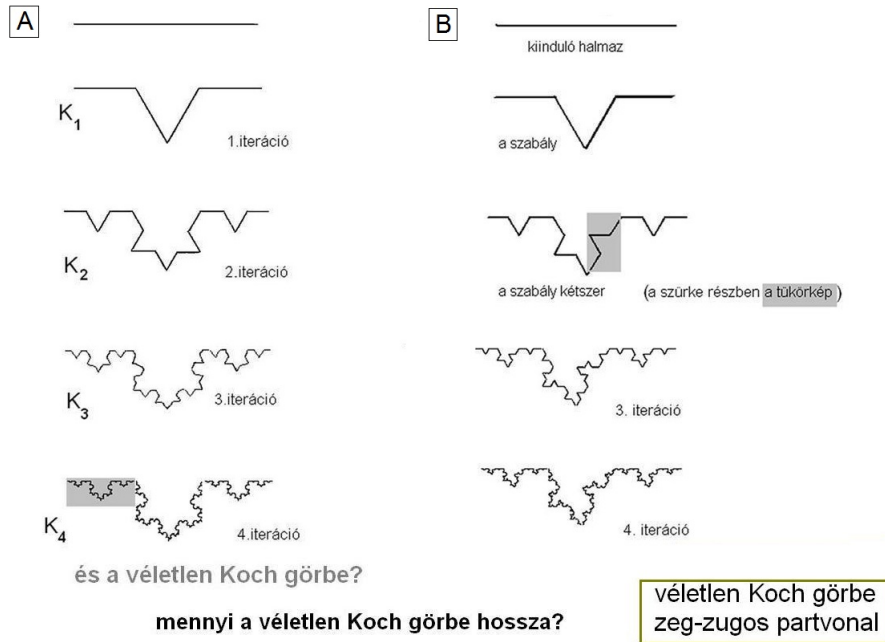 A
K1
1.iteráció
K2
2.iteráció
K3
3.iteráció
K4
4.iteráció
B
kiinduló halmaz
a szabály
a szabály kétszer (a szürke részben a tükörkép)
3. iteráció
4. iteráció
és a véletlen Koch görbe?
mennyi a véletlen Koch görbe hossza?
véletlen Koch görbe
zeg-zugos partvonal